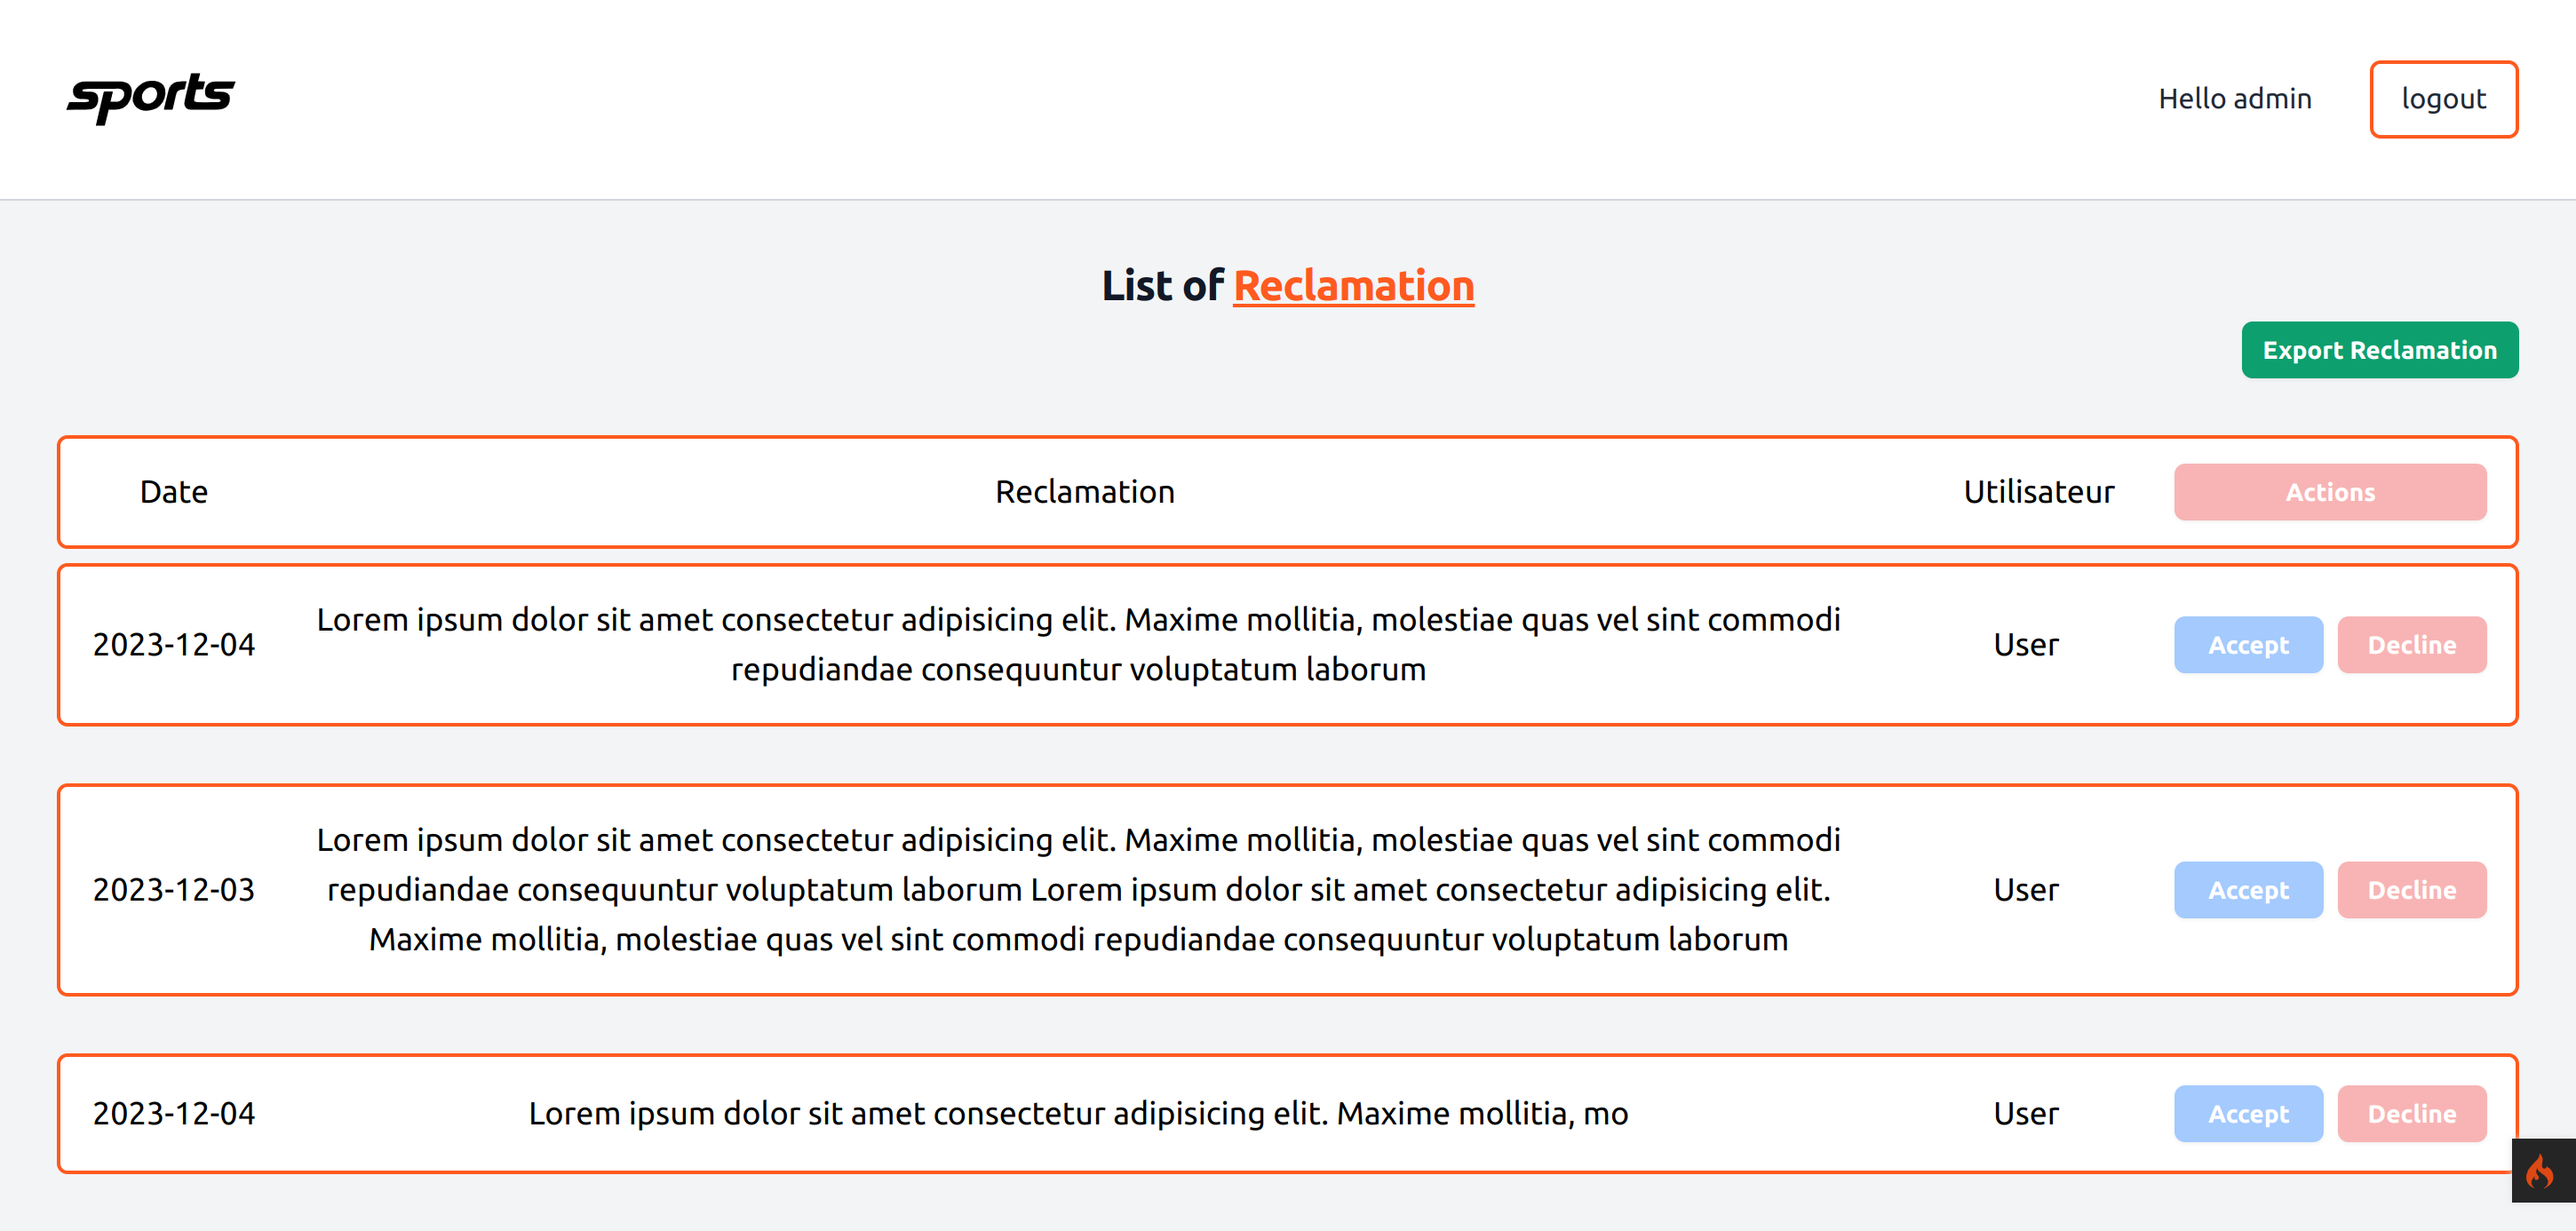 sports
Hello admin
logout
List of Reclamation
Export Reclamation
Date
Reclamation
Utilisateur
Actions
2023-12-04
Lorem ipsum dolor sit amet consectetur adipisicing elit. Maxime mollitia, molestiae quas vel sint commodi
repudiandae consequuntur voluptatum laborum
User
Accept
Decline
2023-12-03
Lorem ipsum dolor sit amet consectetur adipisicing elit. Maxime mollitia, molestiae quas vel sint commodi
repudiandae consequuntur voluptatum laborum Lorem ipsum dolor sit amet consectetur adipisicing elit.
Maxime mollitia, molestiae quas vel sint commodi repudiandae consequuntur voluptatum laborum
User
Accept
Decline
2023-12-04
Lorem ipsum dolor sit amet consectetur adipisicing elit. Maxime mollitia, mo
User
Accept
Decline